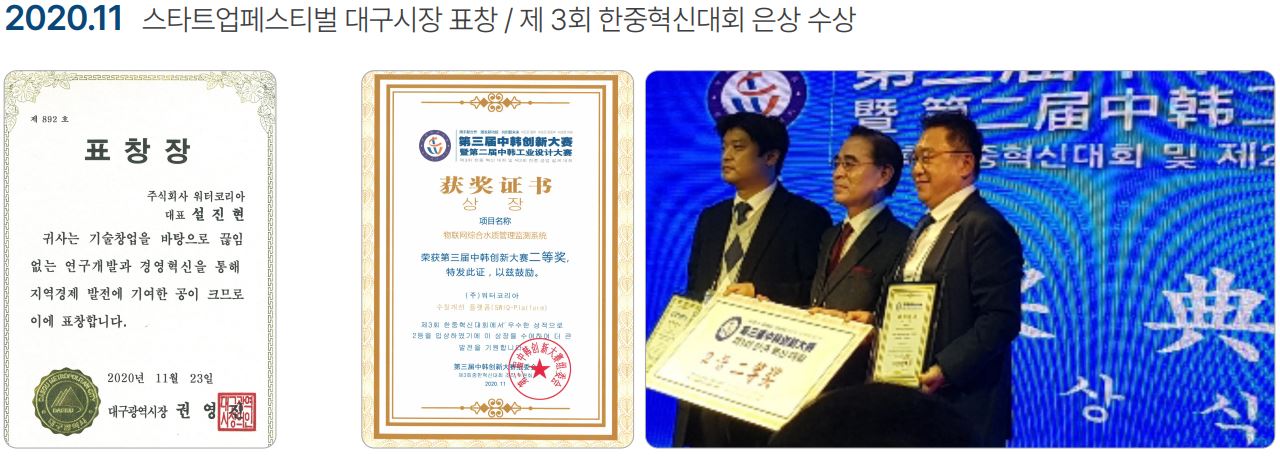 2020.11 스타트업페스티벌 대구시장 표창 / 제 3회 한중혁신대회 은상 수상
제 892 호
표 창 장
주식회사 워터코리아
대표 설진현
귀사는 기술창업을 바탕으로 끊임
없는 연구개발과 경영혁신을 통해
지역경제 발전에 기여한 공이 크므로
이에 표창합니다.
2020년 11월 23일
대구광역시장 권 영 진
第三届中韩创新大赛
暨第二届中韩工业设计大赛
获奖证书
상 장
项目名称
物联网综合水质管理监测系统
荣获第三届中韩创新大赛二等奖,
特发此证，以兹鼓励。
(주)워터코리아
제3회 한중혁신대회에서 우수한 성적으로
2등을 입상하였기에 이 상장을 수여하며 더 큰
발전을 기원합니다
第三届中韩创新大赛组委会
2020. 11
暨第二届中韩工
한중혁신대회 및 제2
第三届中韩创新大赛
2등 二等奖
典
상 식